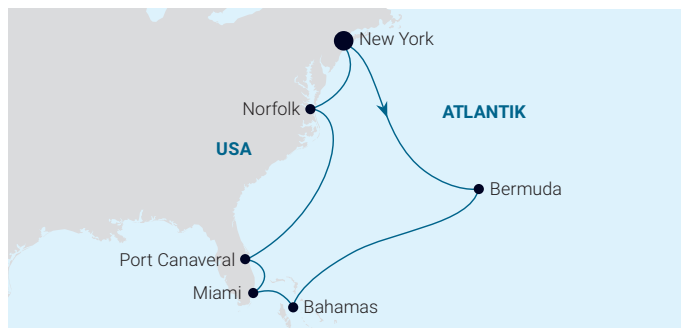 New York
Norfolk
ATLANTIK
USA
Bermuda
Port Canaveral
Miami
Bahamas